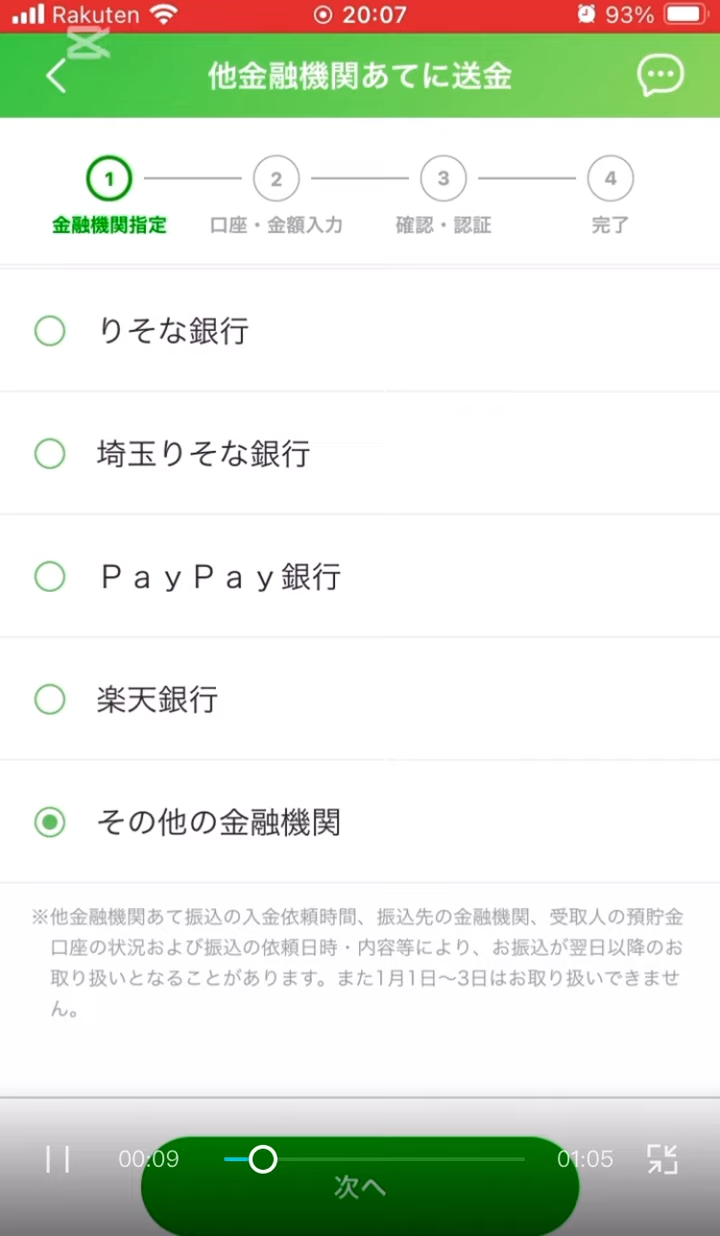 Rakuten 20:07 93%
他金融機関あてに送金
1 2 3 4
金融機関指定 口座・金額入力 確認・認証 完了
りそな銀行
埼玉りそな銀行
ＰａｙＰａｙ銀行
楽天銀行
その他の金融機関
※他金融機関あて振込の入金依頼時間、振込先の金融機関、受取人の預貯金
口座の状況および振込の依頼日時・内容等により、お振込が翌日以降のお
取り扱いとなることがあります。また1月1日〜3日はお取り扱いできませ
ん。
00:09 01:05
次へ